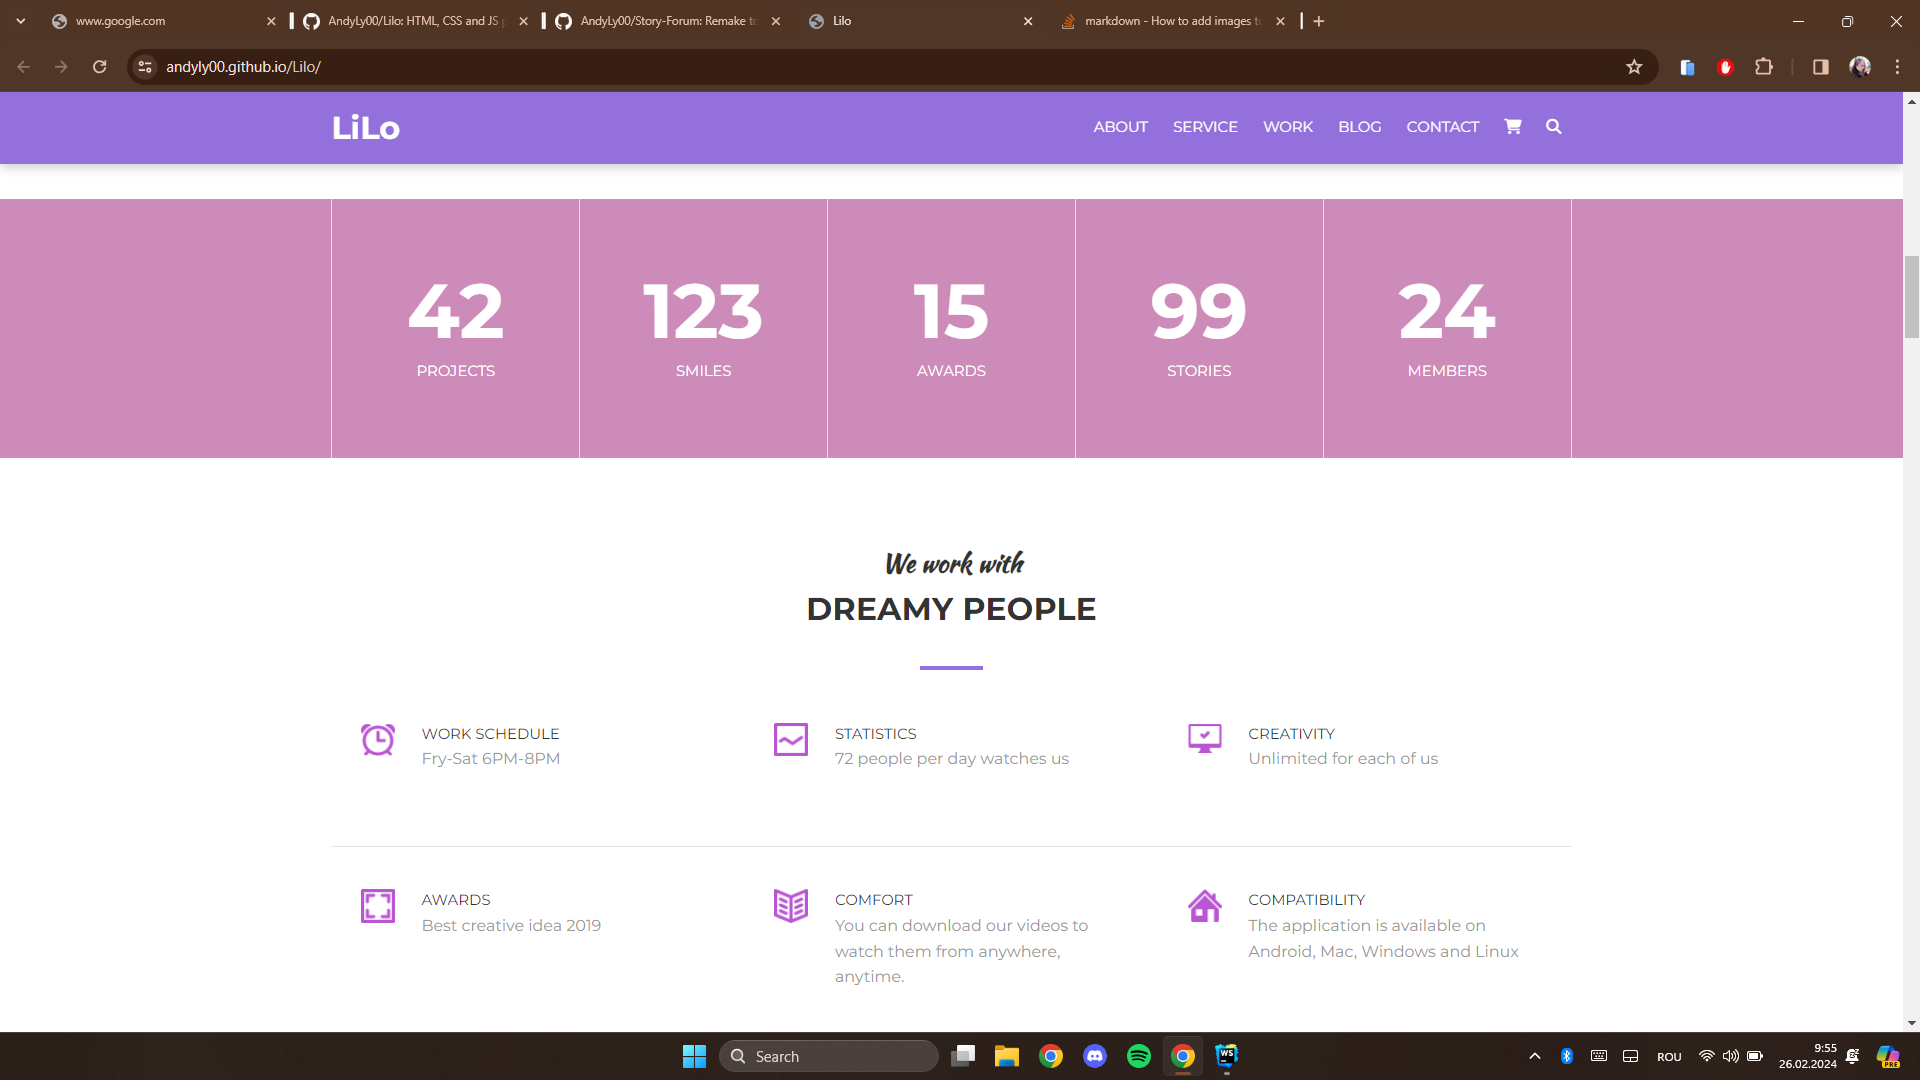 www.google.com
AndyLy00/Lilo: HTML, CSS and JS
AndyLy00/Story-Forum: Remake to
Lilo
markdown - How to add images to
andyly00.github.io/Lilo/
LiLo
ABOUT SERVICE WORK BLOG CONTACT
42 123 15 99 24
PROJECTS SMILES AWARDS STORIES MEMBERS
We work with
DREAMY PEOPLE
WORK SCHEDULE
Fry-Sat 6PM-8PM
STATISTICS
72 people per day watches us
CREATIVITY
Unlimited for each of us
AWARDS
Best creative idea 2019
COMFORT
You can download our videos to
watch them from anywhere,
anytime.
COMPATIBILITY
The application is available on
Android, Mac, Windows and Linux
Search
WS
ROU
9:55
26.02.2024
PRE